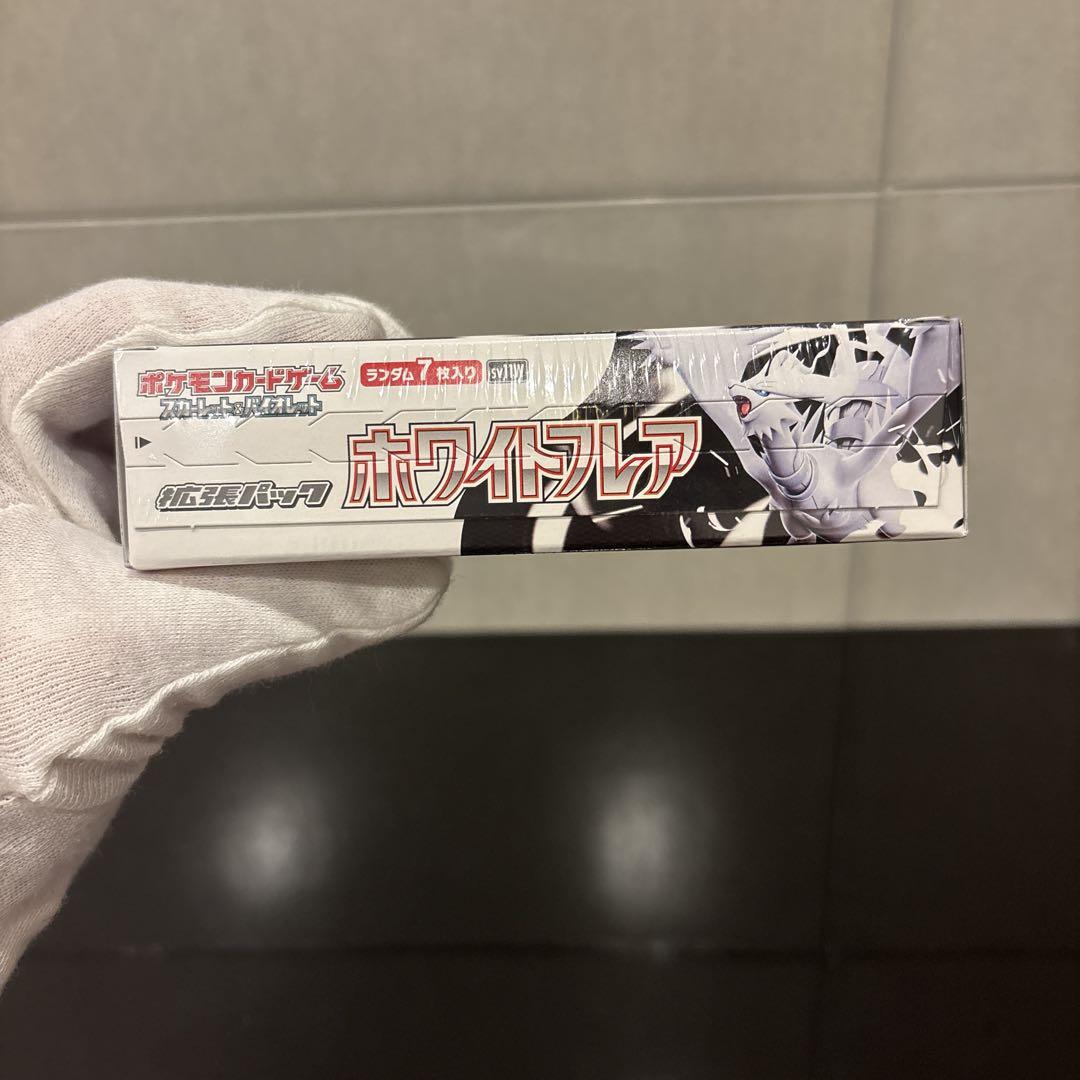 ポケモンカードゲーム ランダム7枚入り sv11W
スカーレット&バイオレット
拡張パック ホワイトフレア